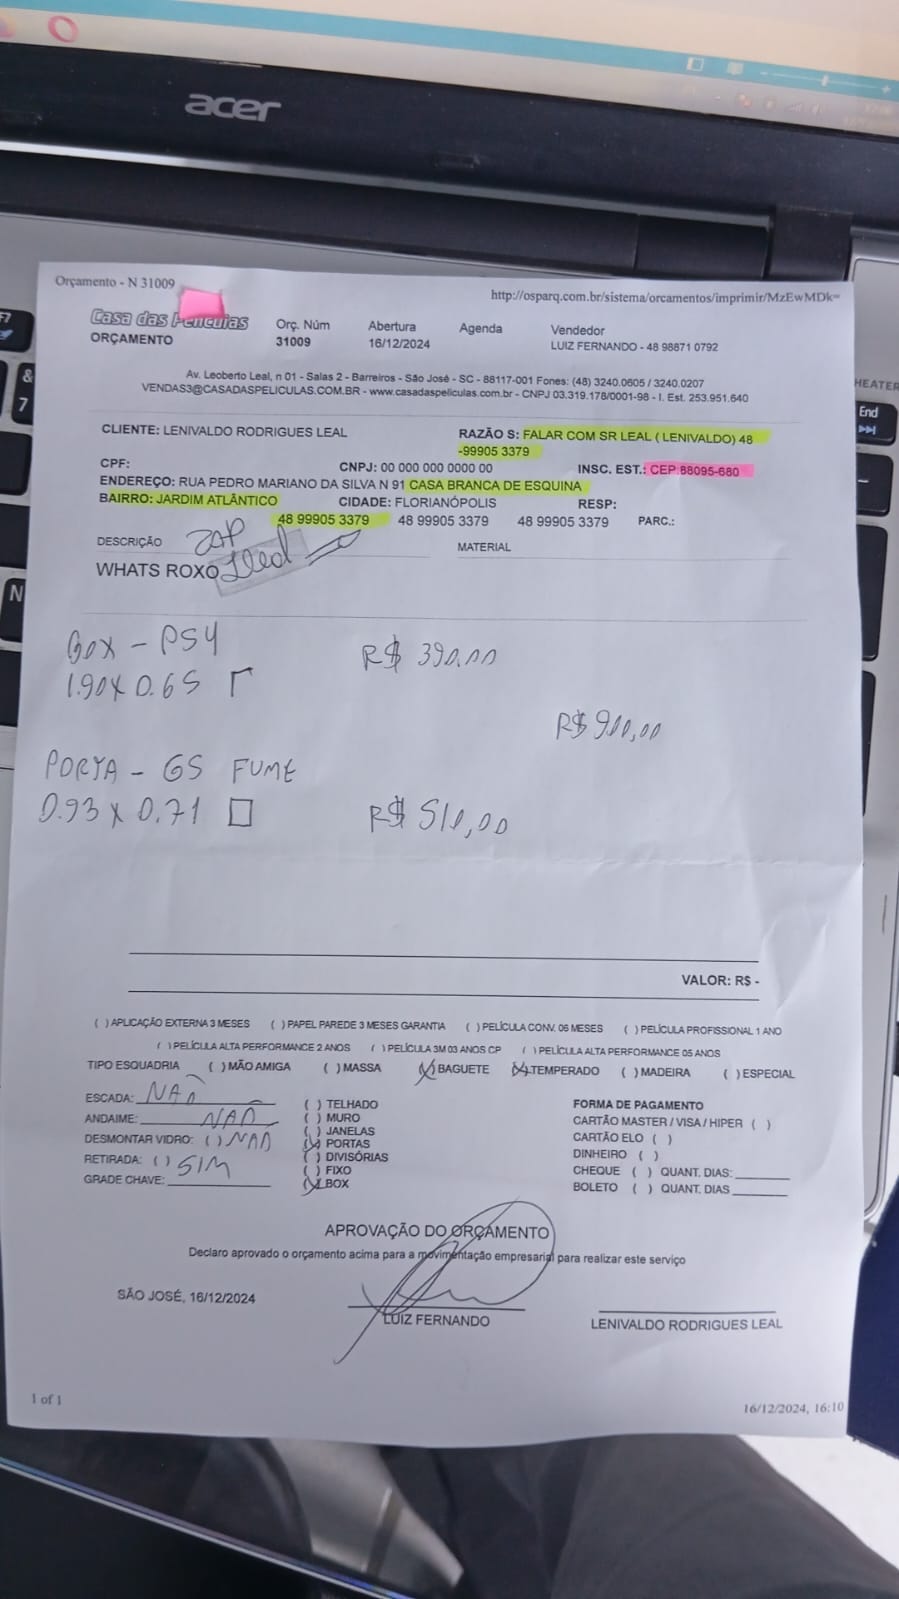 acer
F7
&
7
N
HEATER
End
Orçamento - N 31009
http://osparq.com.br/sistema/orcamentos/imprimir/MzEwMDk=
Casa das Películas
ORÇAMENTO
Orç. Núm
31009
Abertura
16/12/2024
Agenda
Vendedor
LUIZ FERNANDO - 48 98871 0792
Av. Leoberto Leal, n 01 - Salas 2 - Barreiros - São José - SC - 88117-001 Fones: (48) 3240.0605 / 3240.0207
VENDAS3@CASADASPELICULAS.COM.BR - www.casadaspeliculas.com.br - CNPJ 03.319.178/0001-98 - I. Est. 253.951.640
CLIENTE: LENIVALDO RODRIGUES LEAL
RAZÃO S: FALAR COM SR LEAL ( LENIVALDO) 48
-99905 3379
CPF: CNPJ: 00 000 000 0000 00 INSC. EST.: CEP 88095-680
ENDEREÇO: RUA PEDRO MARIANO DA SILVA N 91 CASA BRANCA DE ESQUINA
BAIRRO: JARDIM ATLÂNTICO CIDADE: FLORIANÓPOLIS RESP:
48 99905 3379 48 99905 3379 48 99905 3379 PARC.:
DESCRIÇÃO ZAP MATERIAL
WHATS ROXO
BOX - PS4 R$ 390,00
1.90 X 0.65
R$ 900,00
PORTA - G5 FUME
0.93 X 0.71 R$ 510,00
VALOR: R$ -
( ) APLICAÇÃO EXTERNA 3 MESES ( ) PAPEL PAREDE 3 MESES GARANTIA ( ) PELÍCULA CONV. 06 MESES ( ) PELÍCULA PROFISSIONAL 1 ANO
( ) PELÍCULA ALTA PERFORMANCE 2 ANOS ( ) PELÍCULA 3M 03 ANOS CP ( ) PELÍCULA ALTA PERFORMANCE 05 ANOS
TIPO ESQUADRIA ( ) MÃO AMIGA ( ) MASSA (X) BAGUETE (X) TEMPERADO ( ) MADEIRA ( ) ESPECIAL
ESCADA: NAO
ANDAIME: NAO
DESMONTAR VIDRO: ( ) NAO
RETIRADA: ( ) SIM
GRADE CHAVE:
( ) TELHADO
( ) MURO
( ) JANELAS
(X) PORTAS
( ) DIVISÓRIAS
( ) FIXO
(X) BOX
FORMA DE PAGAMENTO
CARTÃO MASTER / VISA / HIPER ( )
CARTÃO ELO ( )
DINHEIRO ( )
CHEQUE ( ) QUANT. DIAS:
BOLETO ( ) QUANT. DIAS
APROVAÇÃO DO ORÇAMENTO
Declaro aprovado o orçamento acima para a movimentação empresarial para realizar este serviço
SÃO JOSÉ, 16/12/2024
LUIZ FERNANDO
LENIVALDO RODRIGUES LEAL
1 of 1
16/12/2024, 16:10